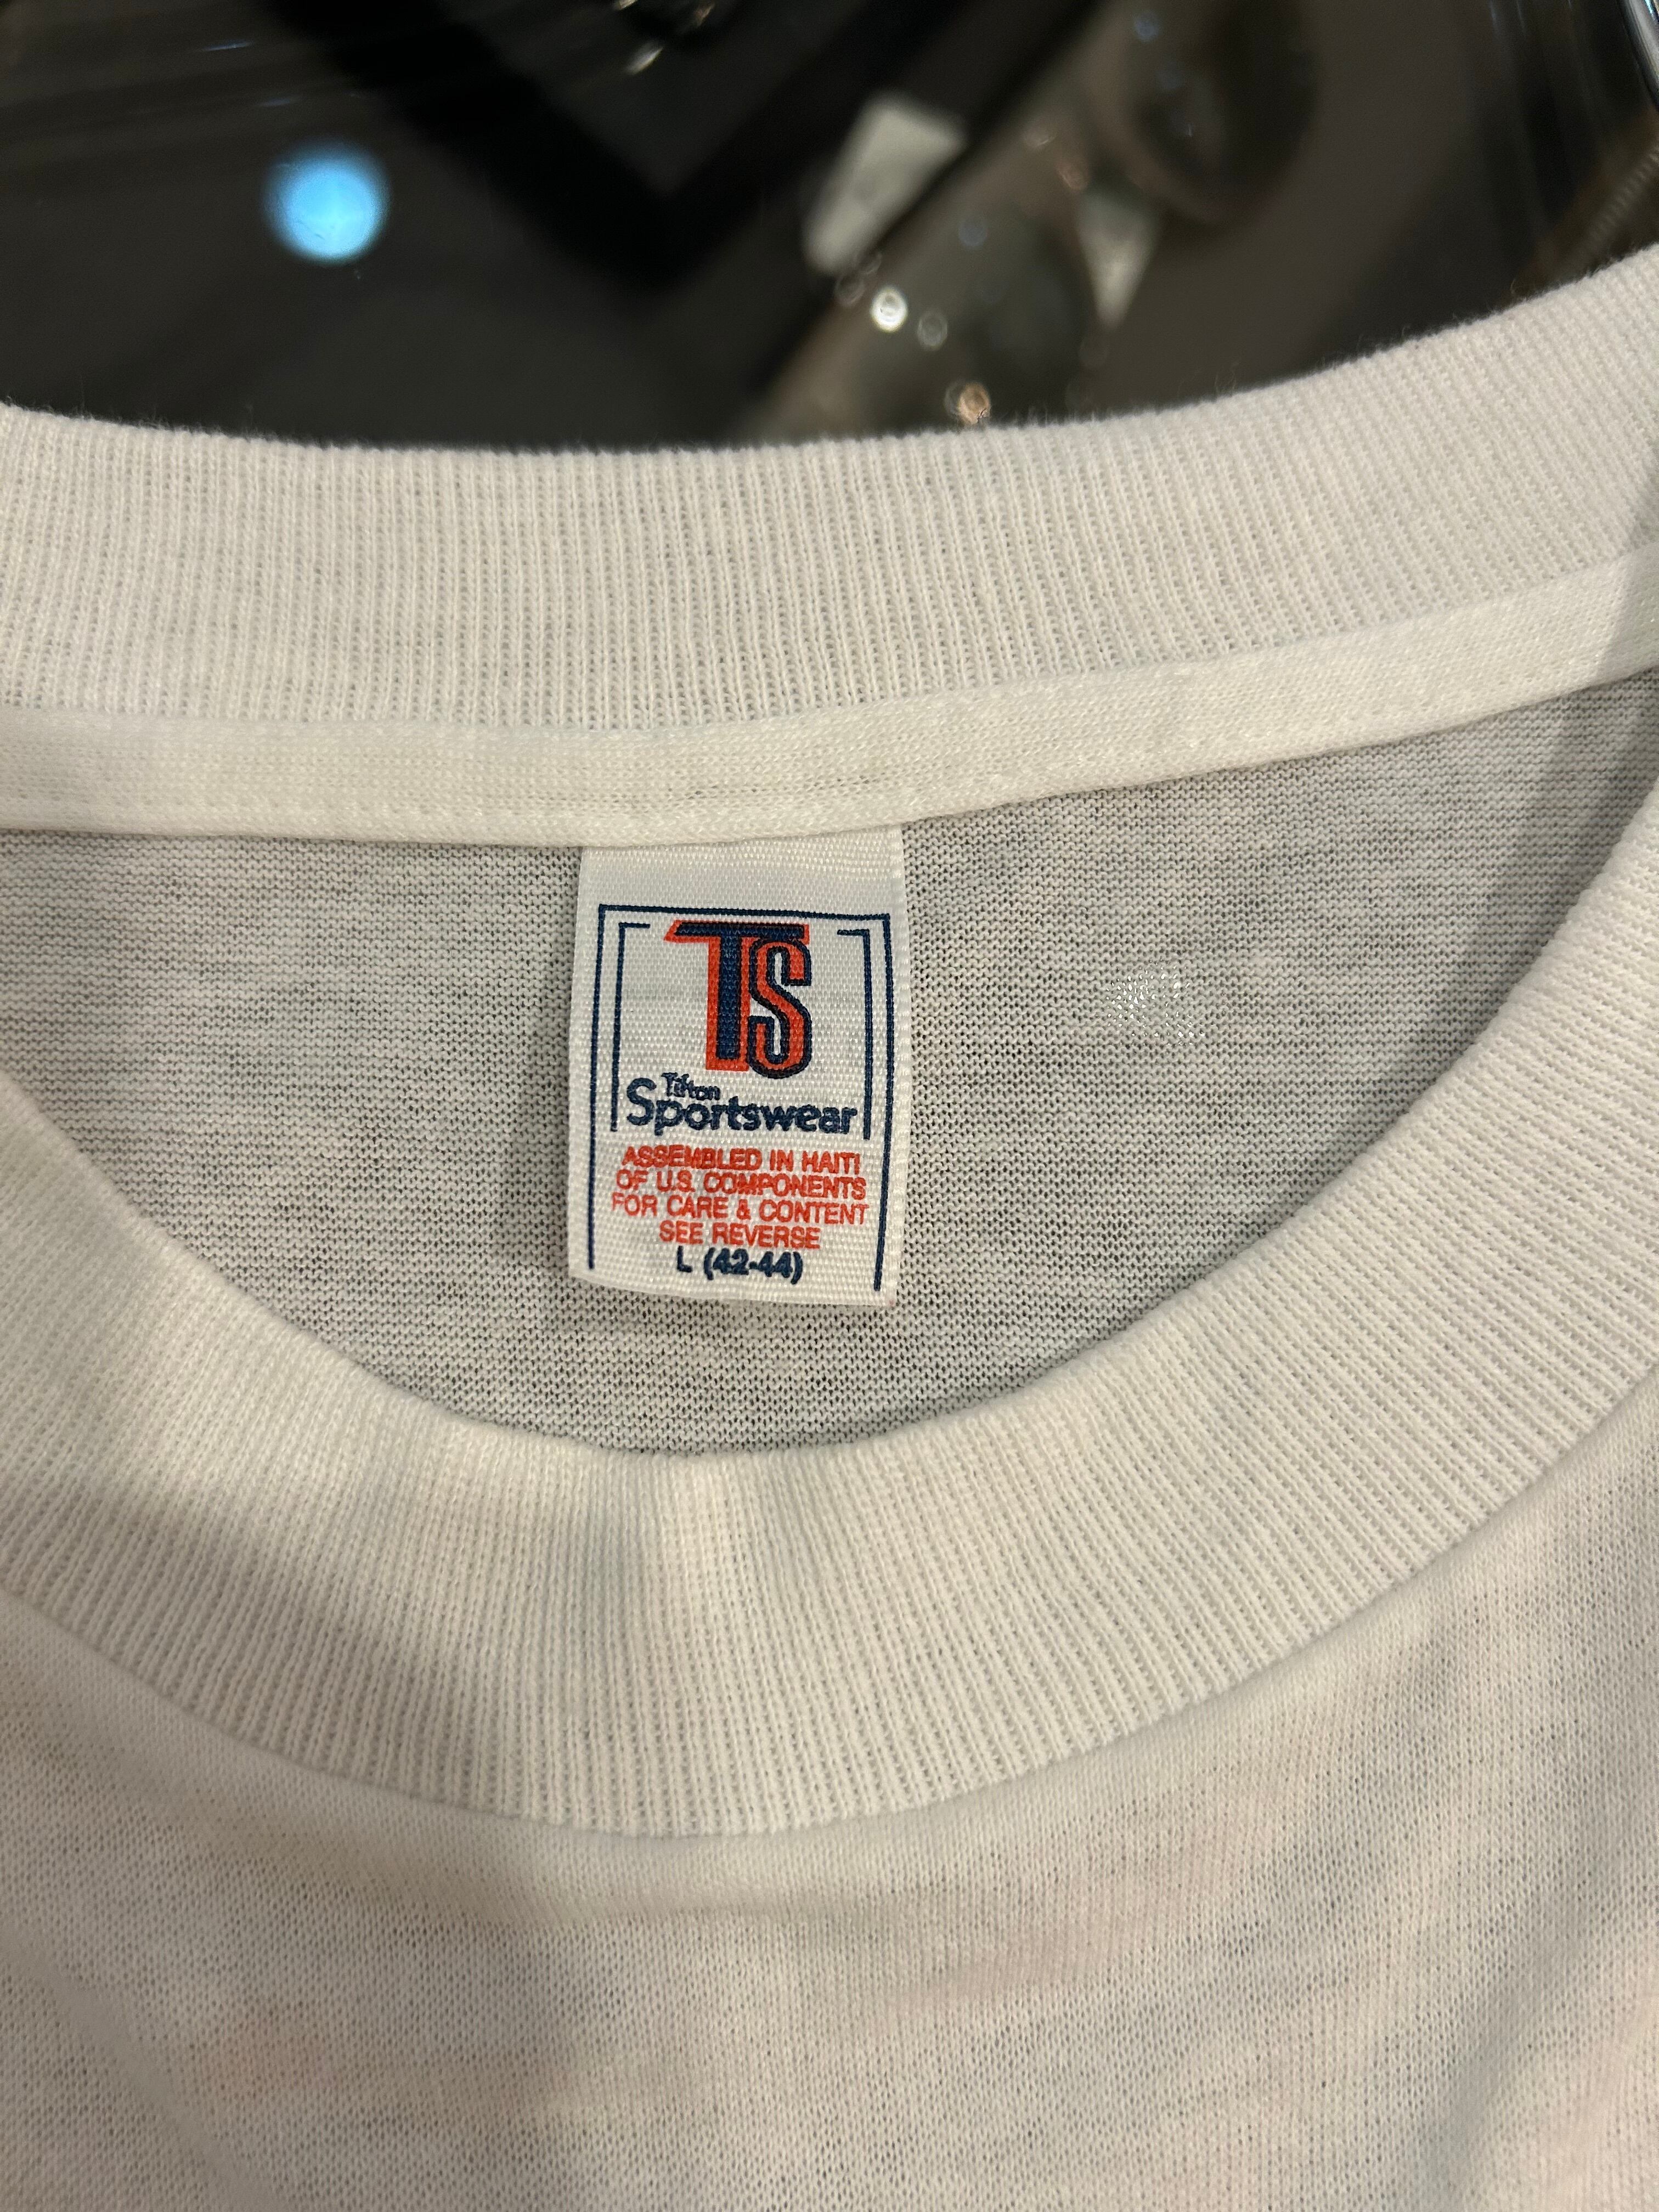 TS
Tifton
Sportswear
ASSEMBLED IN HAITI
OF U.S. COMPONENTS
FOR CARE & CONTENT
SEE REVERSE
L (42-44)